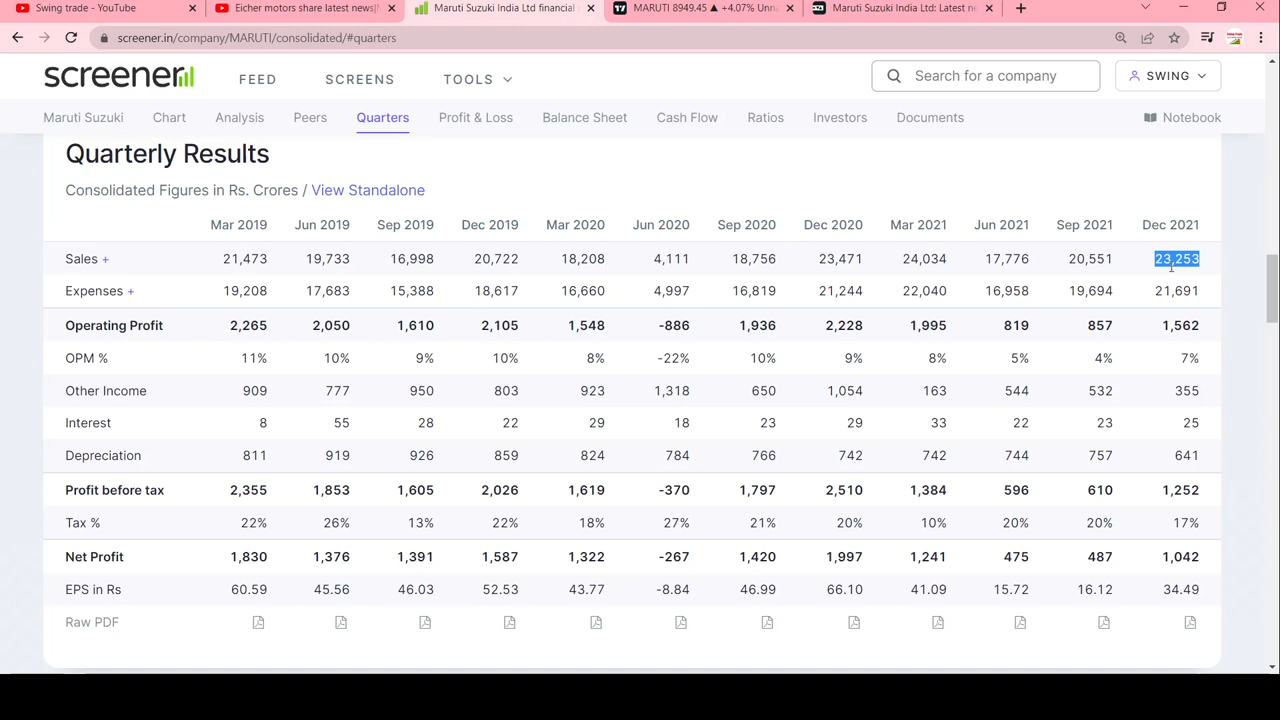 Swing trade - YouTube
Eicher motors share latest news|M
Maruti Suzuki India Ltd financial
MARUTI 8949.45 ▲ +4.07% Unna
Maruti Suzuki India Ltd: Latest ne
screener.in/company/MARUTI/consolidated/#quarters
screener
FEED
SCREENS
TOOLS
Search for a company
SWING
Maruti Suzuki Chart Analysis Peers Quarters Profit & Loss Balance Sheet Cash Flow Ratios Investors Documents Notebook
Quarterly Results
Consolidated Figures in Rs. Crores / View Standalone
Mar 2019 Jun 2019 Sep 2019 Dec 2019 Mar 2020 Jun 2020 Sep 2020 Dec 2020 Mar 2021 Jun 2021 Sep 2021 Dec 2021
Sales + 21,473 19,733 16,998 20,722 18,208 4,111 18,756 23,471 24,034 17,776 20,551 23,253
Expenses + 19,208 17,683 15,388 18,617 16,660 4,997 16,819 21,244 22,040 16,958 19,694 21,691
Operating Profit 2,265 2,050 1,610 2,105 1,548 -886 1,936 2,228 1,995 819 857 1,562
OPM % 11% 10% 9% 10% 8% -22% 10% 9% 8% 5% 4% 7%
Other Income 909 777 950 803 923 1,318 650 1,054 163 544 532 355
Interest 8 55 28 22 29 18 23 29 33 22 23 25
Depreciation 811 919 926 859 824 784 766 742 742 744 757 641
Profit before tax 2,355 1,853 1,605 2,026 1,619 -370 1,797 2,510 1,384 596 610 1,252
Tax % 22% 26% 13% 22% 18% 27% 21% 20% 10% 20% 20% 17%
Net Profit 1,830 1,376 1,391 1,587 1,322 -267 1,420 1,997 1,241 475 487 1,042
EPS in Rs 60.59 45.56 46.03 52.53 43.77 -8.84 46.99 66.10 41.09 15.72 16.12 34.49
Raw PDF